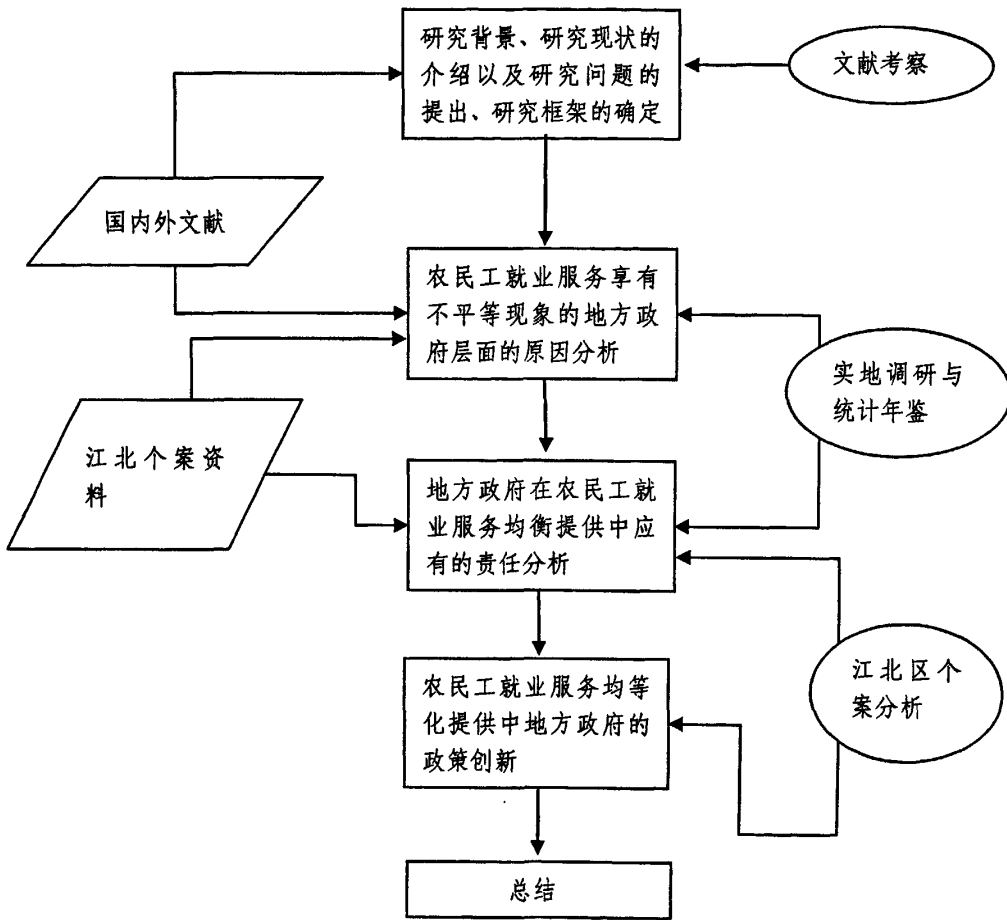 研究背景、研究现状的
介绍以及研究问题的
提出、研究框架的确定
文献考察
国内外文献
农民工就业服务享有
不平等现象的地方政
府层面的原因分析
实地调研与
统计年鉴
江北个案资
料
地方政府在农民工就
业服务均衡提供中应
有的责任分析
江北区个
案分析
农民工就业服务均等
化提供中地方政府的
政策创新
总结